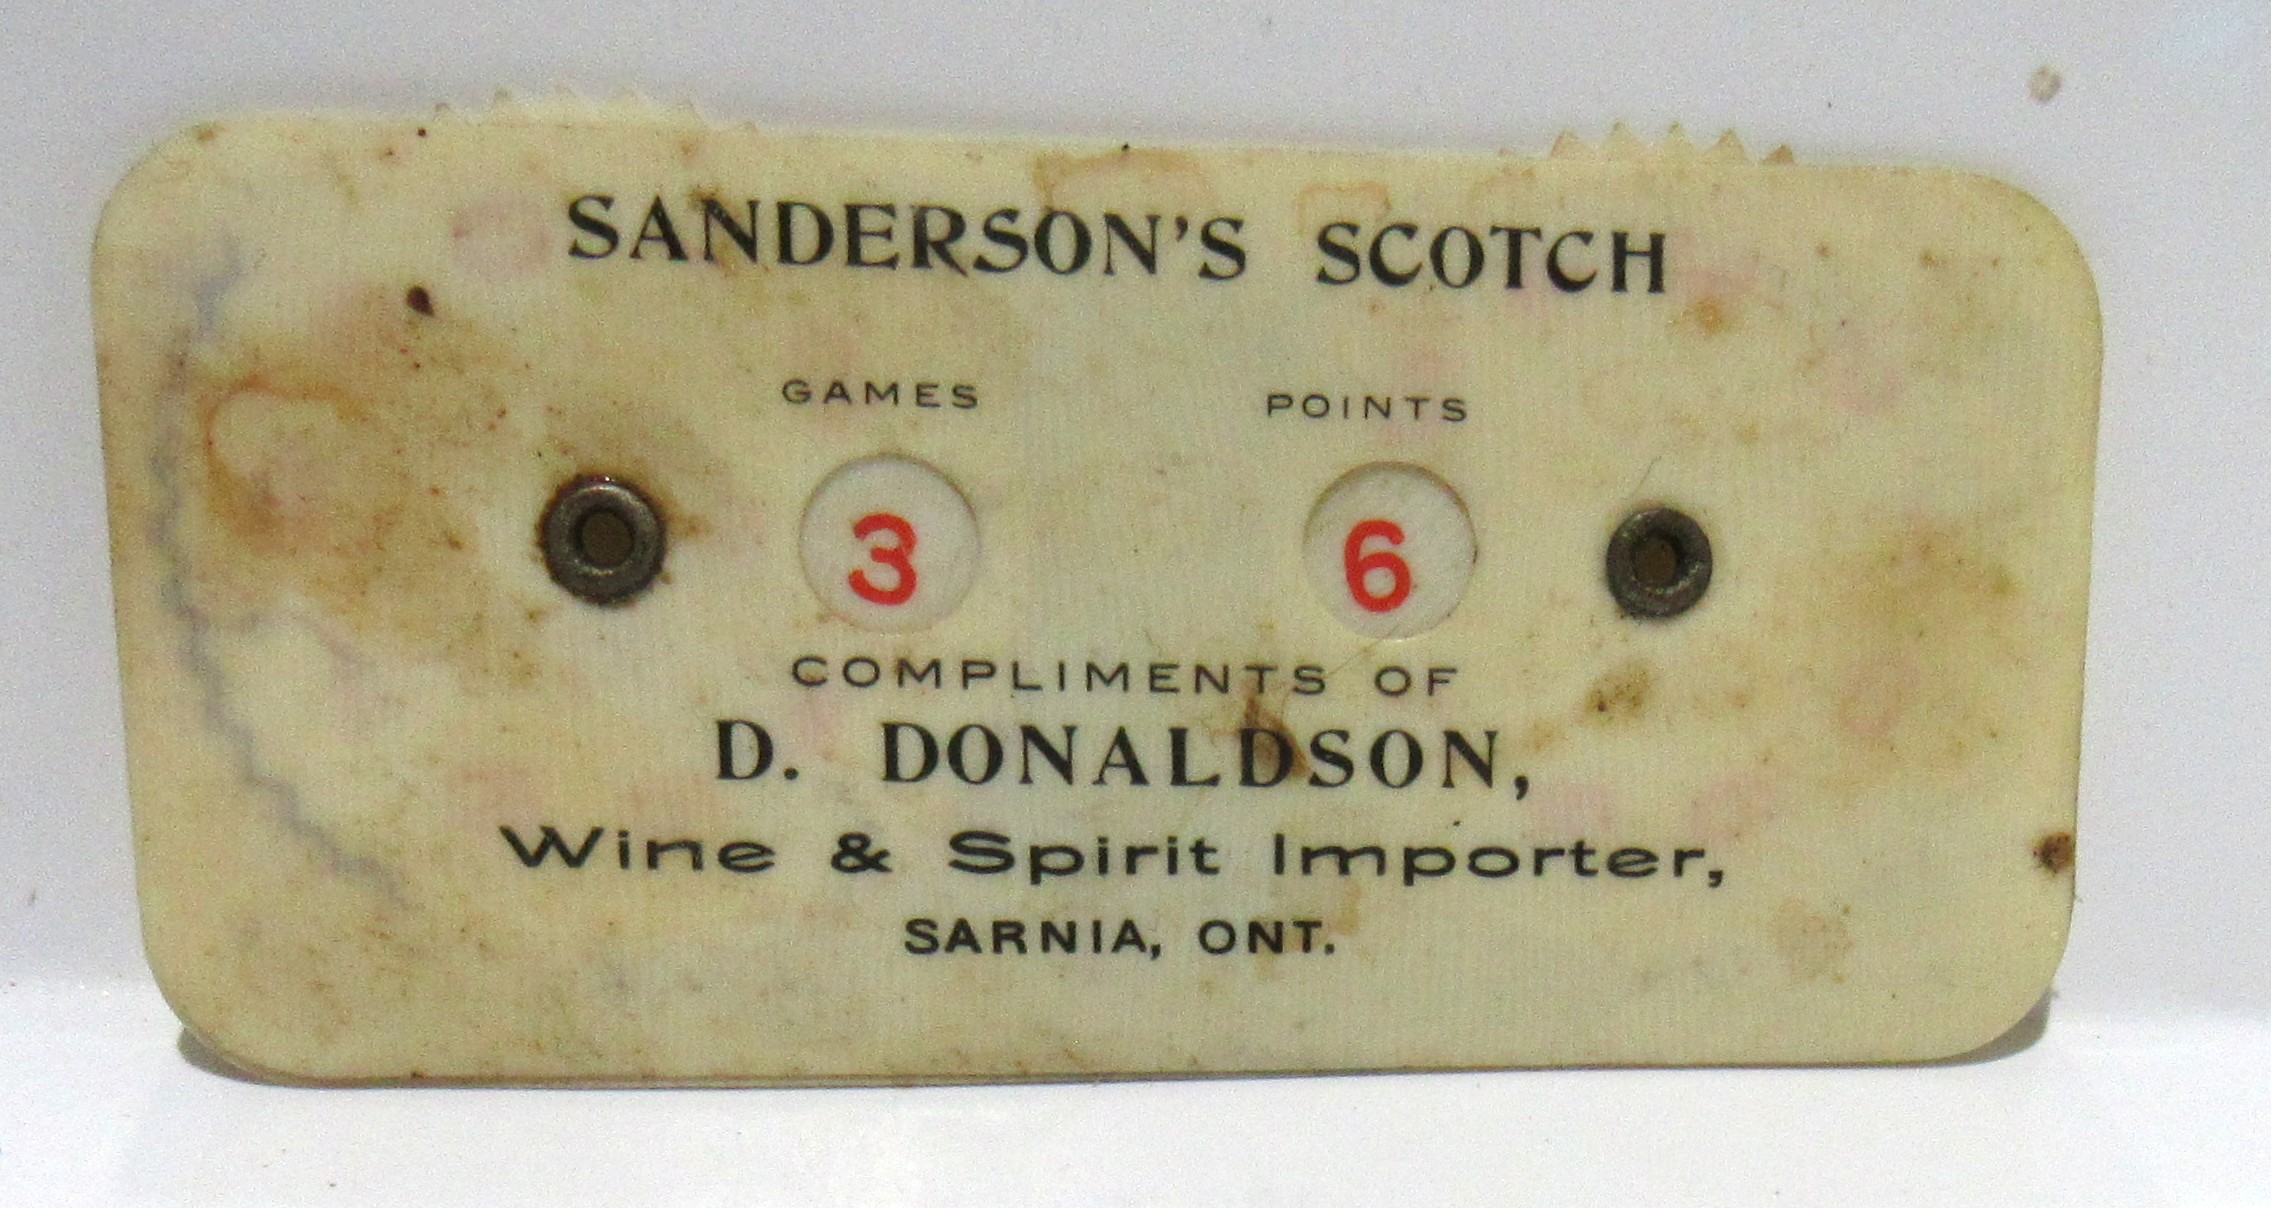 SANDERSON'S SCOTCH
GAMES POINTS
3 6
COMPLIMENTS OF
D. DONALDSON,
Wine & Spirit Importer,
SARNIA, ONT.